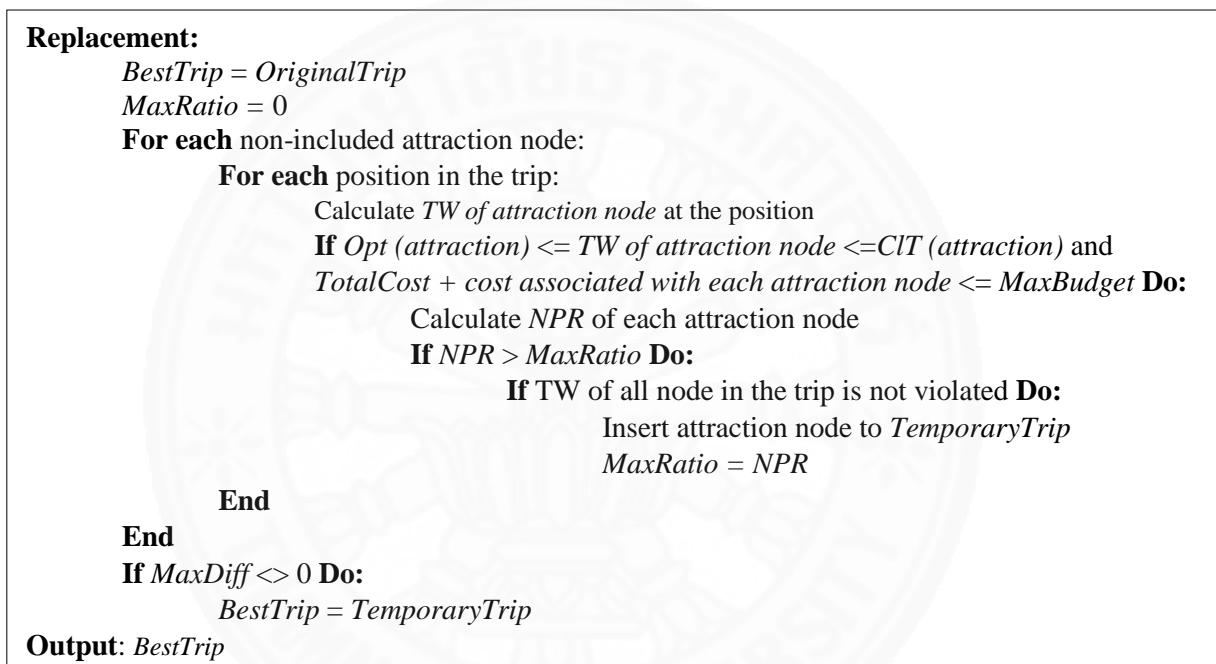 Replacement:
BestTrip = OriginalTrip
MaxRatio = 0
For each non-included attraction node:
For each position in the trip:
Calculate TW of attraction node at the position
If Opt (attraction) <= TW of attraction node <=ClT (attraction) and
TotalCost + cost associated with each attraction node <= MaxBudget Do:
Calculate NPR of each attraction node
If NPR > MaxRatio Do:
If TW of all node in the trip is not violated Do:
Insert attraction node to TemporaryTrip
MaxRatio = NPR
End
End
If MaxDiff <> 0 Do:
BestTrip = TemporaryTrip
Output: BestTrip